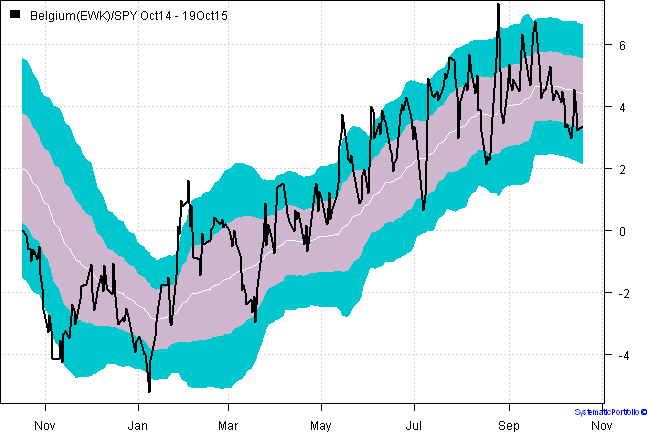 Belgium(EWK)/SPY Oct14 - 19Oct15
6
4
2
0
-2
-4
Nov
Jan
Mar
May
Jul
Sep
Nov
SystematicPortfolio ©